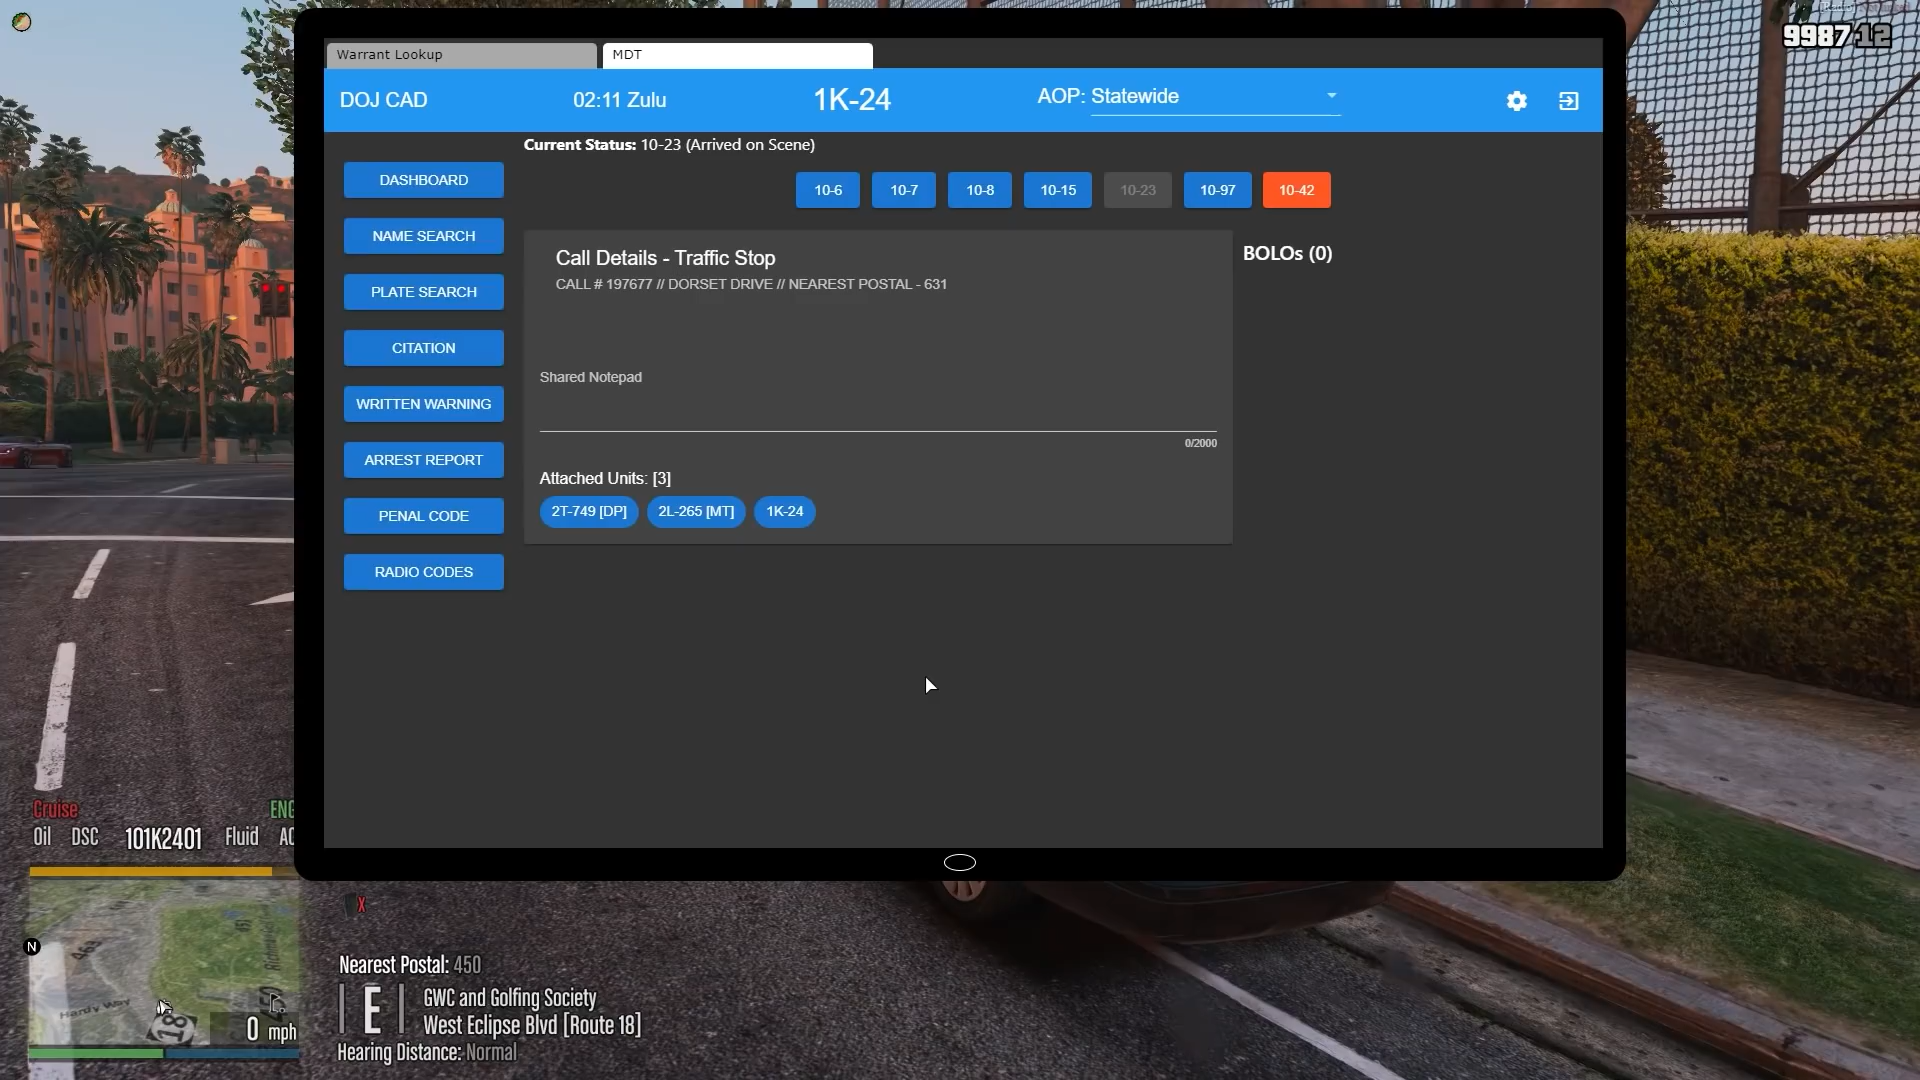 998712
Warrant Lookup
MDT
DOJ CAD
02:11 Zulu
1K-24
AOP: Statewide
Current Status: 10-23 (Arrived on Scene)
10-6
10-7
10-8
10-15
10-23
10-97
10-42
DASHBOARD
NAME SEARCH
PLATE SEARCH
CITATION
WRITTEN WARNING
ARREST REPORT
PENAL CODE
RADIO CODES
Call Details - Traffic Stop
CALL # 197677 // DORSET DRIVE // NEAREST POSTAL - 631
Shared Notepad
0/2000
Attached Units: [3]
2T-749 [DP]
2L-265 [MT]
1K-24
BOLOs (0)
Cruise
ENG
Oil
DSC
101K2401
Fluid
AC
X
N
Hardy Way
18
0 mph
Nearest Postal: 450
E
GWC and Golfing Society
West Eclipse Blvd [Route 18]
Hearing Distance: Normal